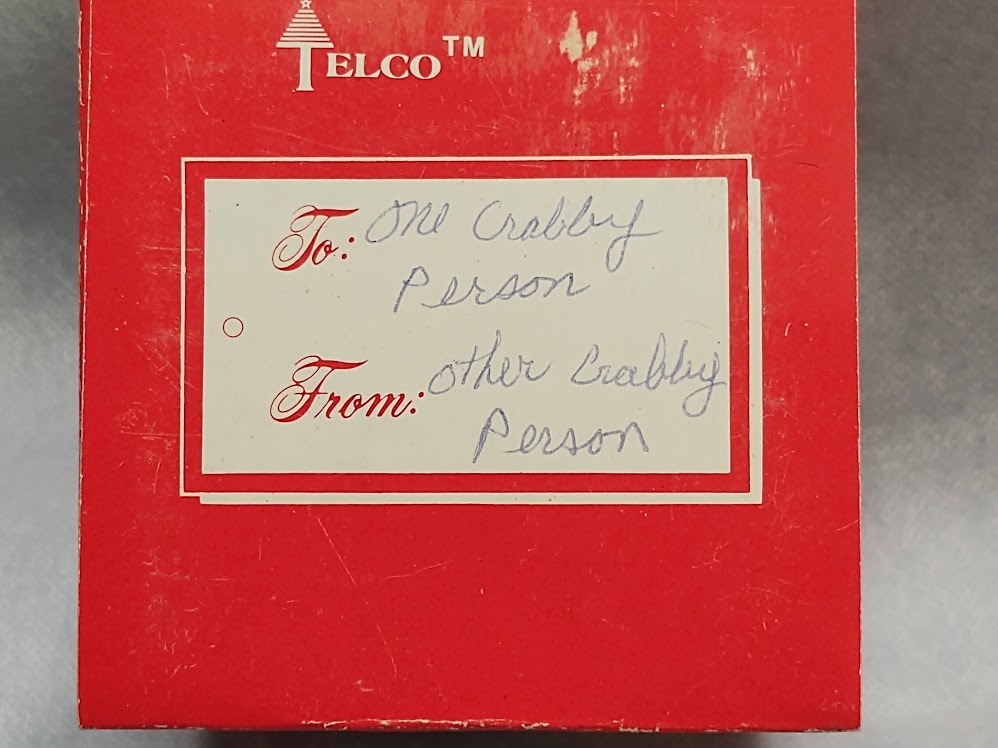 TELCO™
To: One Crabby
Person
From: other Crabby
Person